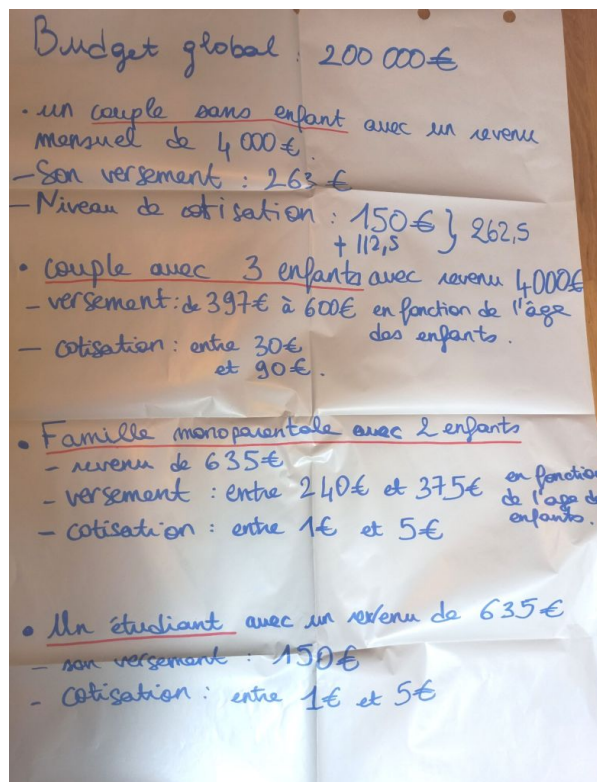 Budget global : 200 000 €
• un couple sans enfant avec un revenu
mensuel de 4 000 €.
– Son versement : 263 €
– Niveau de cotisation : 150 € } 262,5
+ 112,5
• couple avec 3 enfants avec revenu 4000€
– versement : de 397€ à 600€ en fonction de l'âge
des enfants.
– cotisation : entre 30€
et 90€.
• Famille monoparentale avec 2 enfants
– revenu de 635€
– versement : entre 240€ et 375€ en fonction
de l'age de
enfants.
– cotisation : entre 1€ et 5€
• Un étudiant avec un revenu de 635€
– son versement : 150€
– cotisation : entre 1€ et 5€